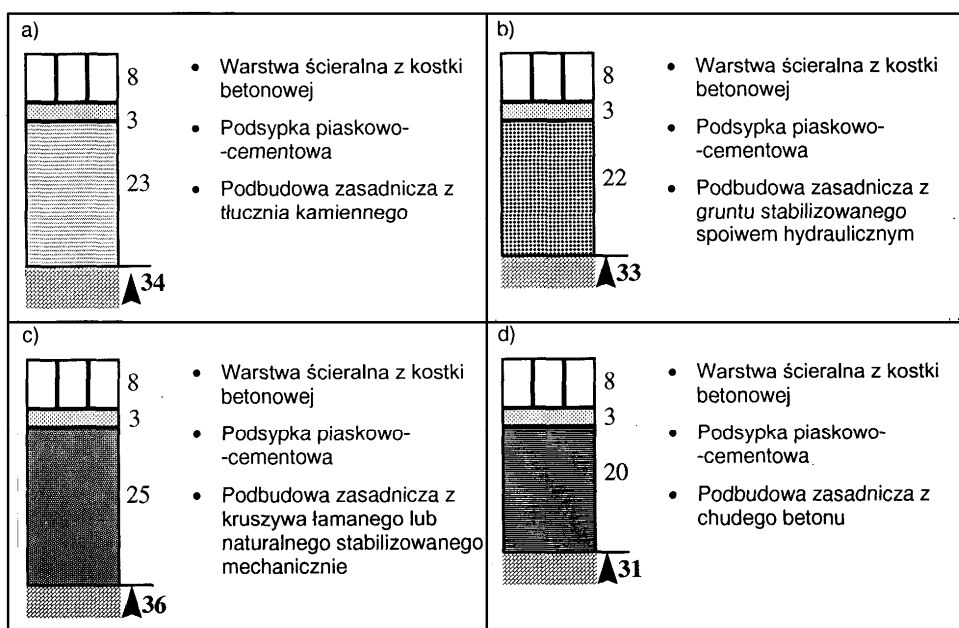 a)
8
3
23
34
• Warstwa ścieralna z kostki
betonowej
• Podsypka piaskowo-
-cementowa
• Podbudowa zasadnicza z
tłucznia kamiennego
b)
8
3
22
33
• Warstwa ścieralna z kostki
betonowej
• Podsypka piaskowo-
-cementowa
• Podbudowa zasadnicza z
gruntu stabilizowanego
spoiwem hydraulicznym
c)
8
3
25
36
• Warstwa ścieralna z kostki
betonowej
• Podsypka piaskowo-
-cementowa
• Podbudowa zasadnicza z
kruszywa łamanego lub
naturalnego stabilizowanego
mechanicznie
d)
8
3
20
31
• Warstwa ścieralna z kostki
betonowej
• Podsypka piaskowo-
-cementowa
• Podbudowa zasadnicza z
chudego betonu